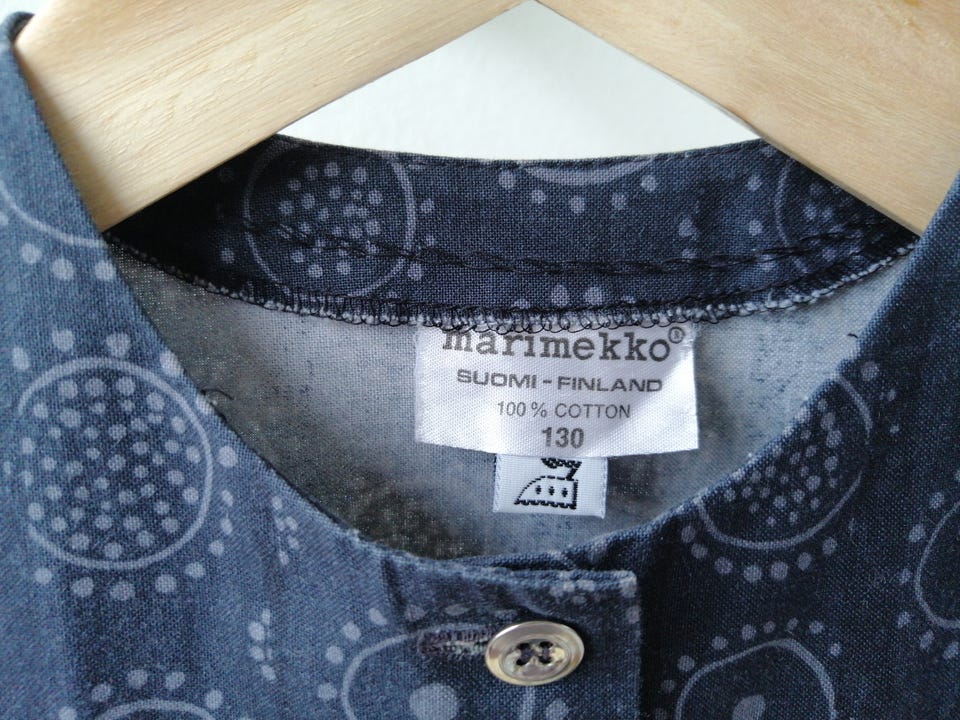 marimekko®
SUOMI - FINLAND
100 % COTTON
130